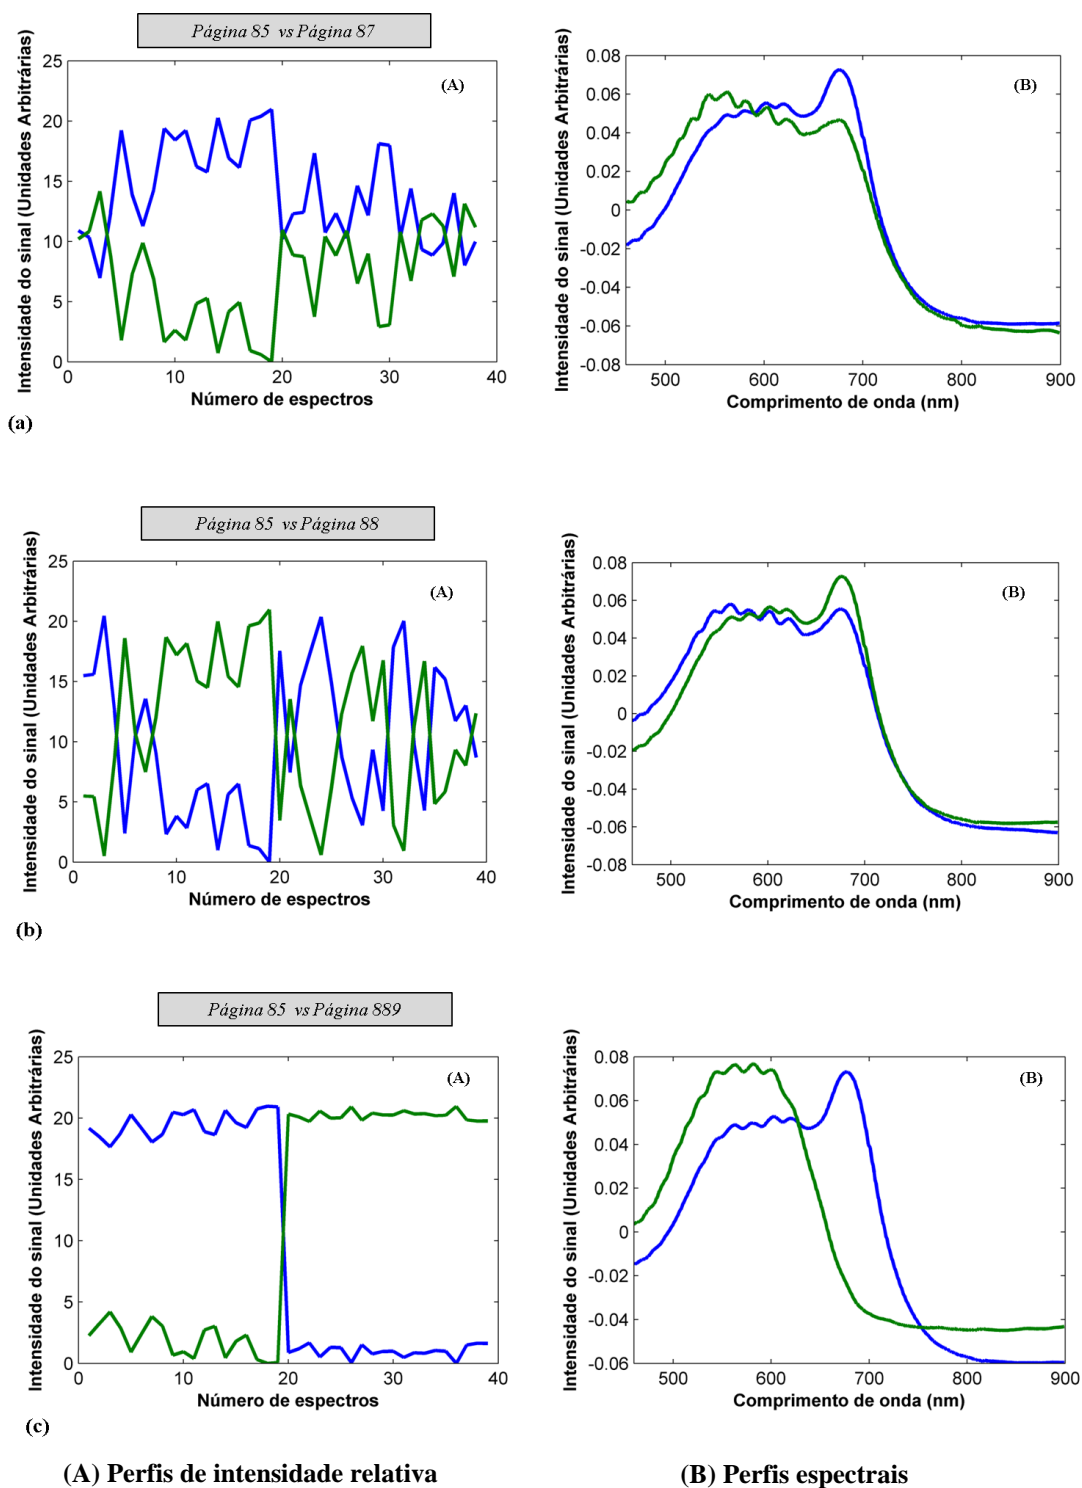 Página 85 vs Página 87
Intensidade do sinal (Unidades Arbitrárias)
25
20
15
10
5
0
(A)
0
10
20
30
40
Número de espectros
Intensidade do sinal (Unidades Arbitrárias)
0.08
0.06
0.04
0.02
0
-0.02
-0.04
-0.06
-0.08
(B)
500
600
700
800
900
Comprimento de onda (nm)
(a)
Página 85 vs Página 88
Intensidade do sinal (Unidades Arbitrárias)
25
20
15
10
5
0
(A)
0
10
20
30
40
Número de espectros
Intensidade do sinal (Unidades Arbitrárias)
0.08
0.06
0.04
0.02
0
-0.02
-0.04
-0.06
-0.08
(B)
500
600
700
800
900
Comprimento de onda (nm)
(b)
Página 85 vs Página 889
Intensidade do sinal (Unidades Arbitrárias)
25
20
15
10
5
0
(A)
0
10
20
30
40
Número de espectros
Intensidade do sinal (Unidades Arbitrárias)
0.08
0.06
0.04
0.02
0
-0.02
-0.04
-0.06
(B)
500
600
700
800
900
Comprimento de onda (nm)
(c)
(A) Perfis de intensidade relativa
(B) Perfis espectrais